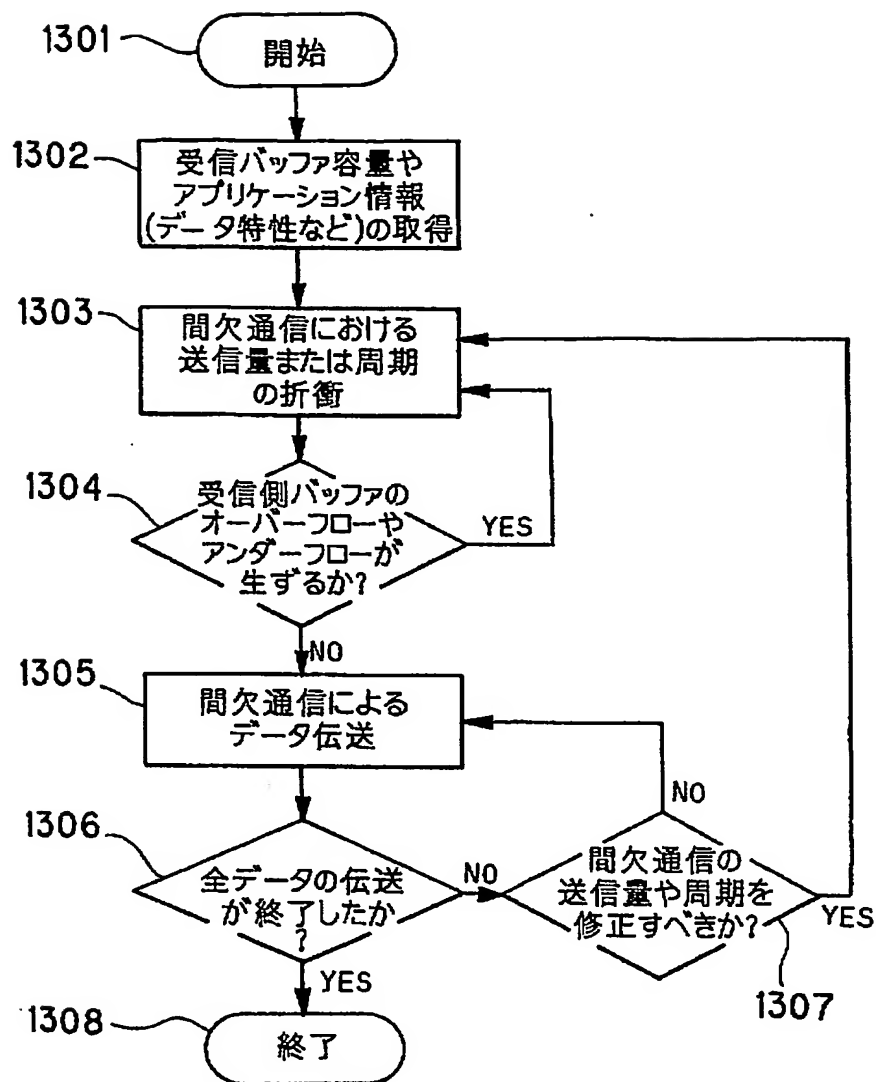 1301
開始
1302
受信バッファ容量や
アプリケーション情報
(データ特性など)の取得
1303
間欠通信における
送信量または周期
の折衝
1304
受信側バッファの
オーバーフローや
アンダーフローが
生ずるか?
YES
NO
1305
間欠通信による
データ伝送
NO
1306
全データの伝送
が終了したか
?
NO
間欠通信の
送信量や周期を
修正すべきか?
YES
1307
YES
1308
終了